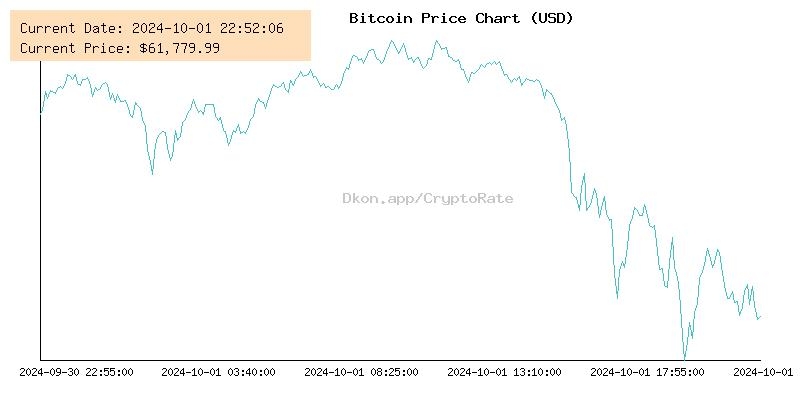 Bitcoin Price Chart (USD)
Current Date: 2024-10-01 22:52:06
Current Price: $61,779.99
Dkon.app/CryptoRate
2024-09-30 22:55:00 2024-10-01 03:40:00 2024-10-01 08:25:00 2024-10-01 13:10:00 2024-10-01 17:55:00 2024-10-01